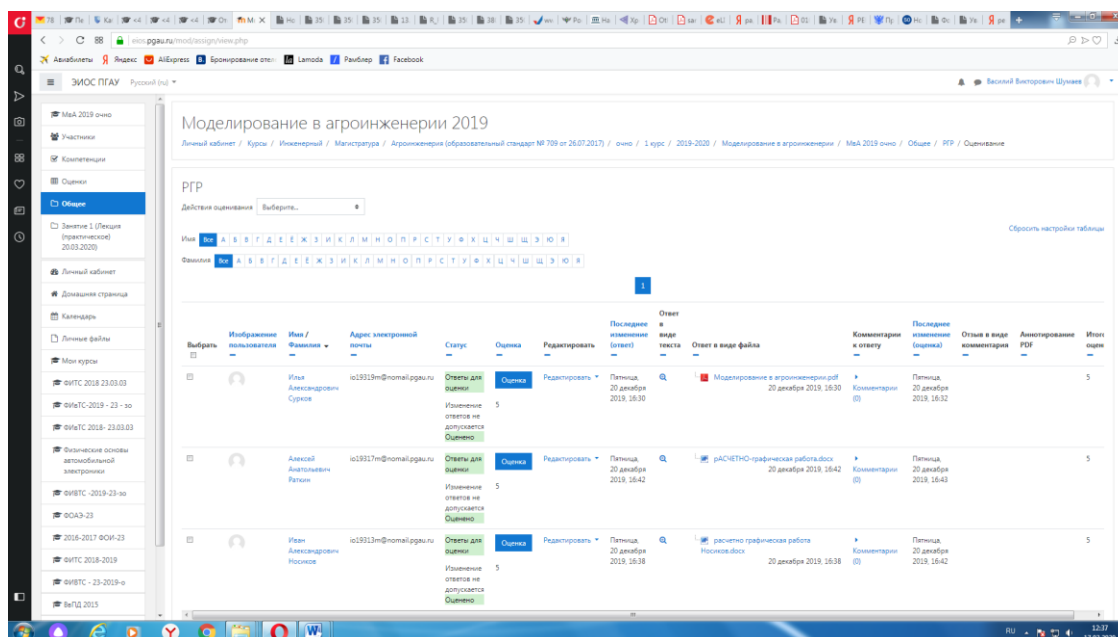 eios.pgau.ru/mod/assign/view.php
Авиабилеты Яндекс AliExpress Бронирование отел Lamoda Рамблер Facebook
ЭИОС ПГАУ Русский (ru)
Василий Викторович Шумаев
МвА 2019 очно
Участники
Компетенции
Оценки
Общее
Занятие 1 (Лекция (практическое) 20.03.2020)
Личный кабинет
Домашняя страница
Календарь
Личные файлы
Мои курсы
ФИТС 2018 23.03.03
ФИвТС-2019 - 23 - зо
ФИвТС 2018- 23.03.03
Физические основы автомобильной электроники
ФИВТС -2019-23-зо
ФОАЭ-23
2016-2017 ФОИ-23
ФИТС 2018-2019
ФИВТС - 23-2019-о
ВвПД 2015
Моделирование в агроинженерии 2019
Личный кабинет / Курсы / Инженерный / Магистратура / Агроинженерия (образовательный стандарт № 709 от 26.07.2017) / очно / 1 курс / 2019-2020 / Моделирование в агроинженерии / МвА 2019 очно / Общее / РГР / Оценивание
РГР
Действия оценивания Выберите...
Сбросить настройки таблицы
Имя Все А Б В Г Д Е Ё Ж З И К Л М Н О П Р С Т У Ф Х Ц Ч Ш Щ Э Ю Я
Фамилия Все А Б В Г Д Е Ё Ж З И К Л М Н О П Р С Т У Ф Х Ц Ч Ш Щ Э Ю Я
1
Выбрать Изображение пользователя Имя / Фамилия Адрес электронной почты Статус Оценка Редактировать Последнее изменение (ответ) Ответ в виде текста Ответ в виде файла Комментарии к ответу Последнее изменение (оценка) Отзыв в виде комментария Аннотирование PDF Итого оцен
Илья Александрович Сурков io19319m@nomail.pgau.ru Ответы для оценки Оценка Редактировать Пятница, 20 декабря 2019, 16:30 Моделирование в агроинженерии.pdf 20 декабря 2019, 16:30 Комментарии (0) Пятница, 20 декабря 2019, 16:32 5
Изменение ответов не допускается 5
Оценено
Алексей Анатольевич Раткин io19317m@nomail.pgau.ru Ответы для оценки Оценка Редактировать Пятница, 20 декабря 2019, 16:42 рАСЧЕТНО-графическая работа.docx 20 декабря 2019, 16:42 Комментарии (0) Пятница, 20 декабря 2019, 16:43 5
Изменение ответов не допускается 5
Оценено
Иван Александрович Носиков io19313m@nomail.pgau.ru Ответы для оценки Оценка Редактировать Пятница, 20 декабря 2019, 16:38 расчетно графическая работа Носиков.docx 20 декабря 2019, 16:38 Комментарии (0) Пятница, 20 декабря 2019, 16:42 5
Изменение ответов не допускается 5
Оценено
RU 12:37